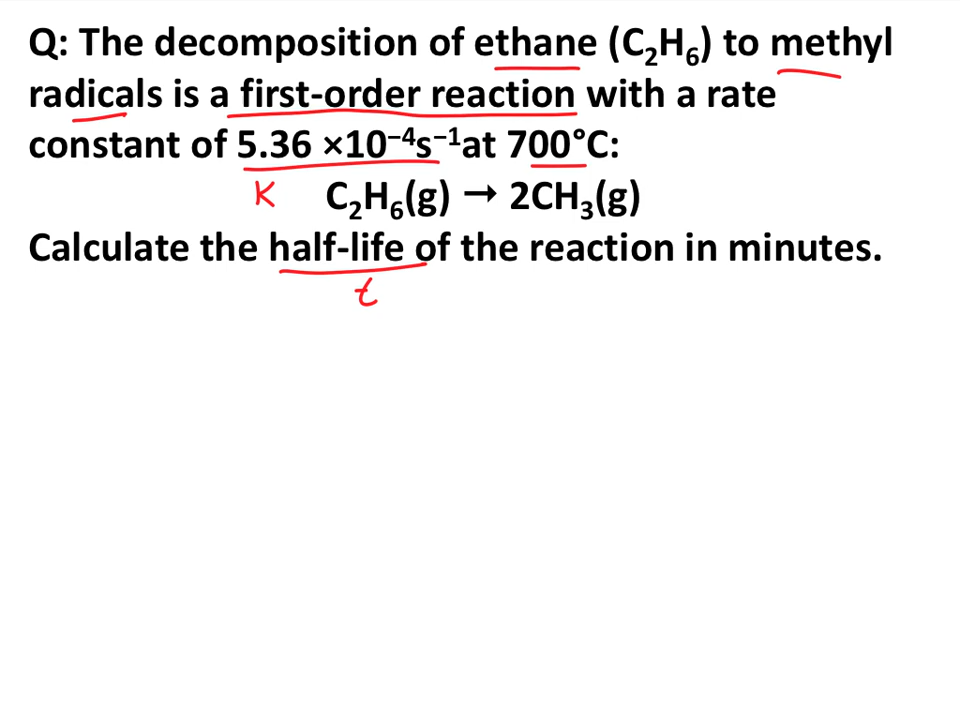 Q: The decomposition of ethane (C₂H₆) to methyl
radicals is a first-order reaction with a rate
constant of 5.36 ×10⁻⁴s⁻¹at 700°C:
K C₂H₆(g) → 2CH₃(g)
Calculate the half-life of the reaction in minutes.
t